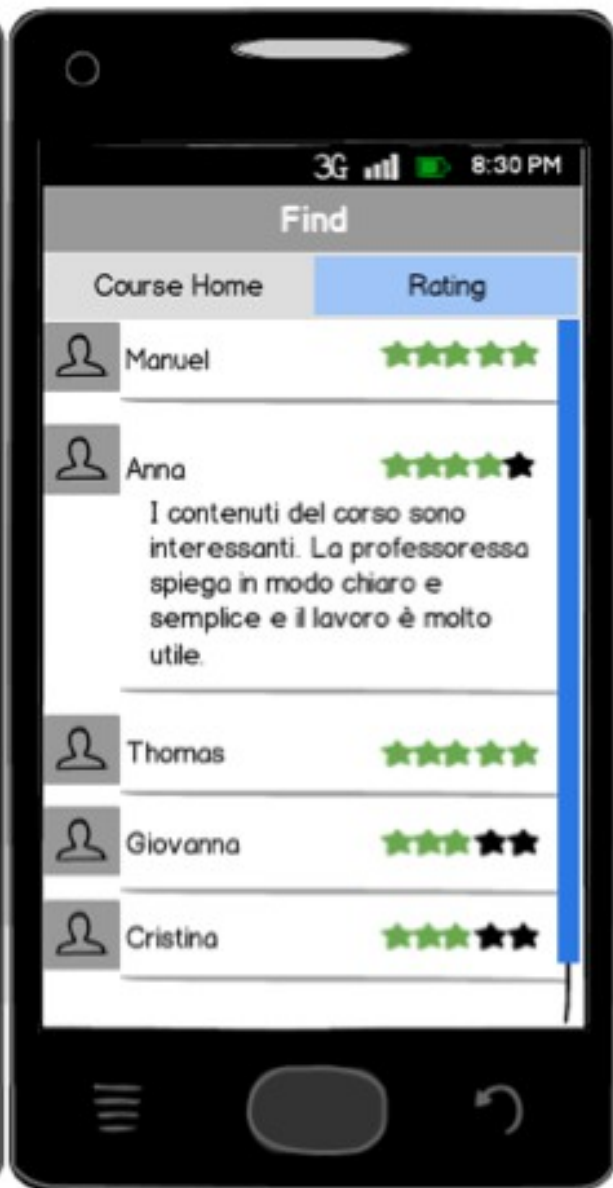 3G 8:30 PM
Find
Course Home Rating
Manuel
Anna
I contenuti del corso sono
interessanti. La professoressa
spiega in modo chiaro e
semplice e il lavoro è molto
utile.
Thomas
Giovanna
Cristina